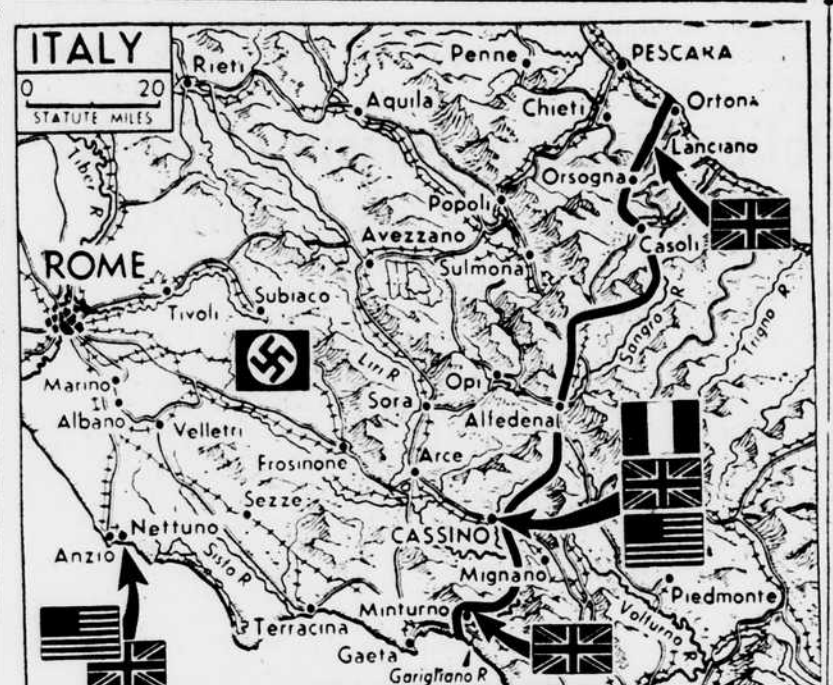 ITALY
0 20
STATUTE MILES
Rieti
Penne
PESCARA
Aquila
Chieti
Ortona
Lanciano
Tiber R
Orsogna
Popoli
Avezzano
Casoli
ROME
Sulmona
Tivoli
Subiaco
Sangro R
Trigno R
Liri R
Opi
Marino
Albano
Sora
Alfedena
Velletri
Frosinone
Arce
Sezze
Nettuno
Anzio
CASSINO
Sisto R
Mignano
Piedmonte
Minturno
Terracina
Volturno R
Gaeta
Garigliano R